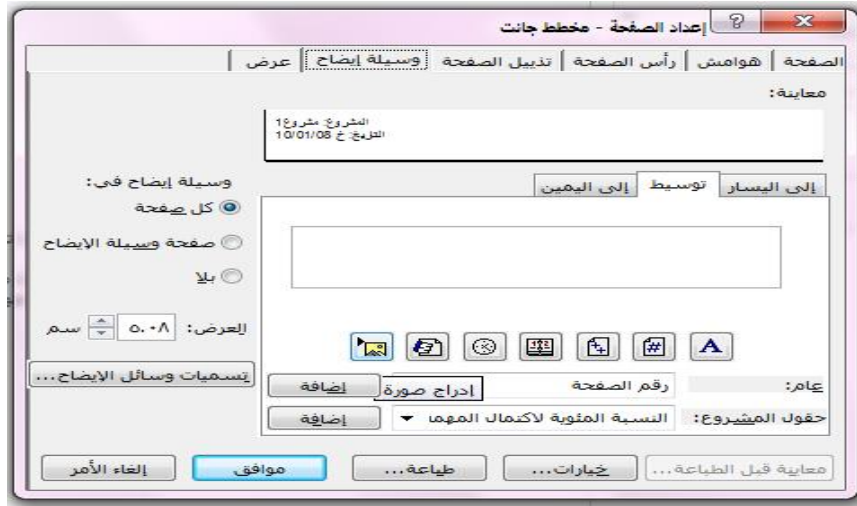 إعداد الصفحة - مخطط جانت
الصفحة هوامش رأس الصفحة تذييل الصفحة وسيلة إيضاح عرض
معاينة:
المشروع: مشروع1
التاريخ: خ 10/01/08
إلى اليسار توسيط إلى اليمين
وسيلة إيضاح في:
كل صفحة
صفحة وسيلة الإيضاح
بلا
العرض: ٥.٠٨ سم
تسميات وسائل الإيضاح...
A
عام: رقم الصفحة إضافة
إدراج صورة
حقول المشروع: النسبة المئوية لاكتمال المهما إضافة
معاينة قبل الطباعة... خيارات... طباعة... موافق إلغاء الأمر